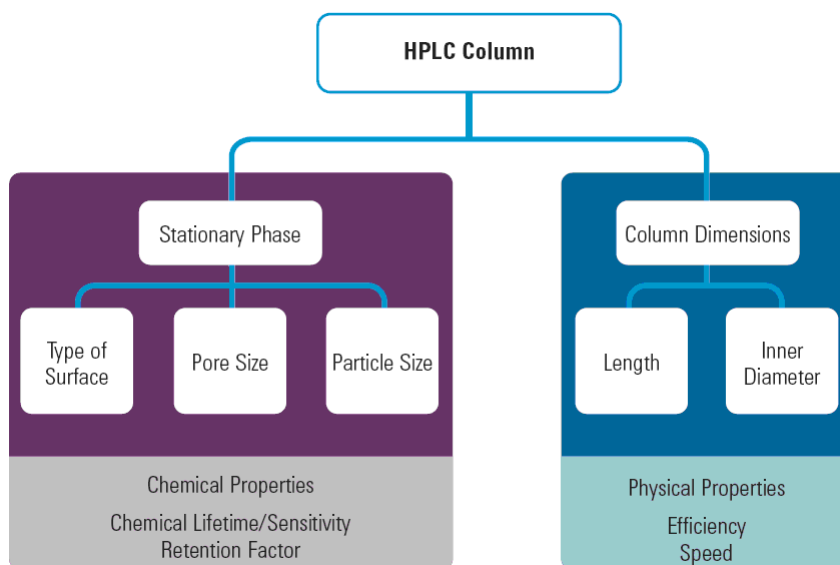 HPLC Column
Stationary Phase
Column Dimensions
Type of
Surface
Pore Size
Particle Size
Length
Inner
Diameter
Chemical Properties
Chemical Lifetime/Sensitivity
Retention Factor
Physical Properties
Efficiency
Speed